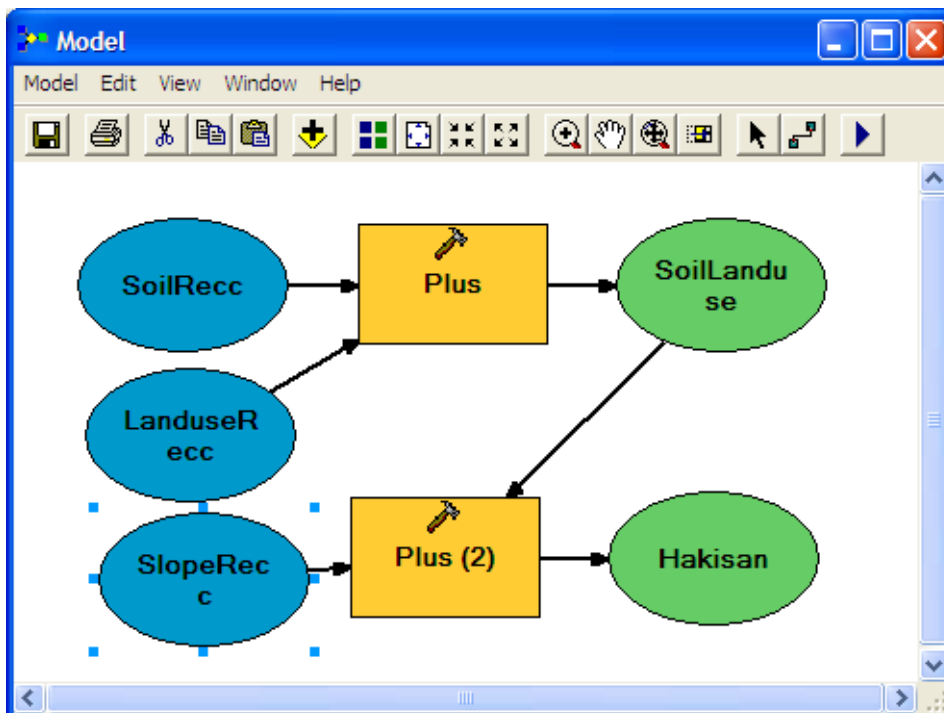 Model
Model Edit View Window Help
SoilRecc
Plus
SoilLandu
se
LanduseR
ecc
SlopeRec
c
Plus (2)
Hakisan